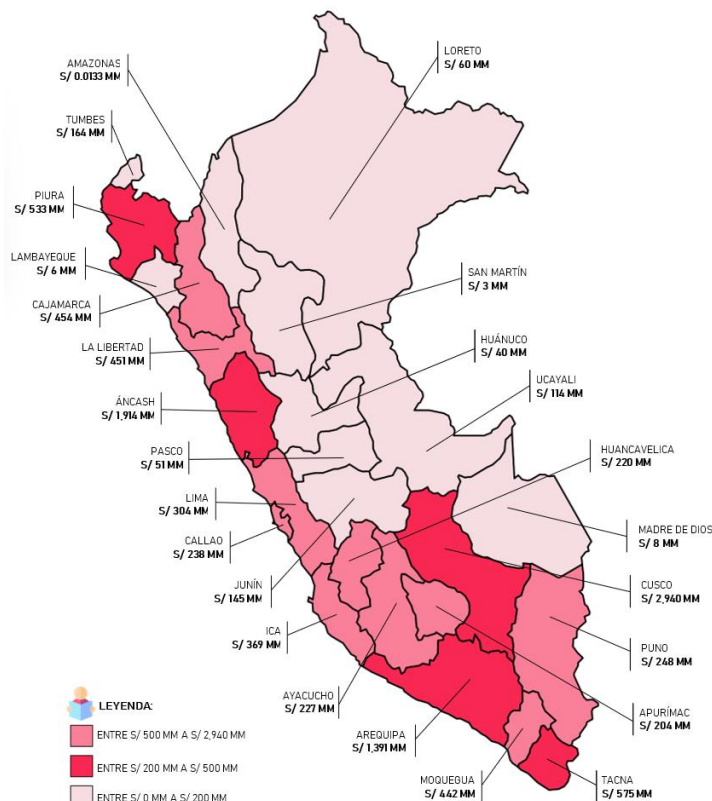 LORETO
S/ 60 MM
AMAZONAS
S/ 0.0133 MM
TUMBES
S/ 164 MM
PIURA
S/ 533 MM
LAMBAYEQUE
S/ 6 MM
SAN MARTÍN
S/ 3 MM
CAJAMARCA
S/ 454 MM
HUÁNUCO
S/ 40 MM
LA LIBERTAD
S/ 451 MM
UCAYALI
S/ 114 MM
ÁNCASH
S/ 1,914 MM
HUANCAVELICA
S/ 220 MM
PASCO
S/ 51 MM
LIMA
S/ 304 MM
MADRE DE DIOS
S/ 8 MM
CALLAO
S/ 238 MM
JUNÍN
S/ 145 MM
CUSCO
S/ 2,940 MM
ICA
S/ 369 MM
PUNO
S/ 248 MM
AYACUCHO
S/ 227 MM
APURÍMAC
S/ 204 MM
AREQUIPA
S/ 1,391 MM
MOQUEGUA
S/ 442 MM
TACNA
S/ 575 MM
LEYENDA:
ENTRE S/ 500 MM A S/ 2,940 MM
ENTRE S/ 200 MM A S/ 500 MM
ENTRE S/ 0 MM A S/ 200 MM